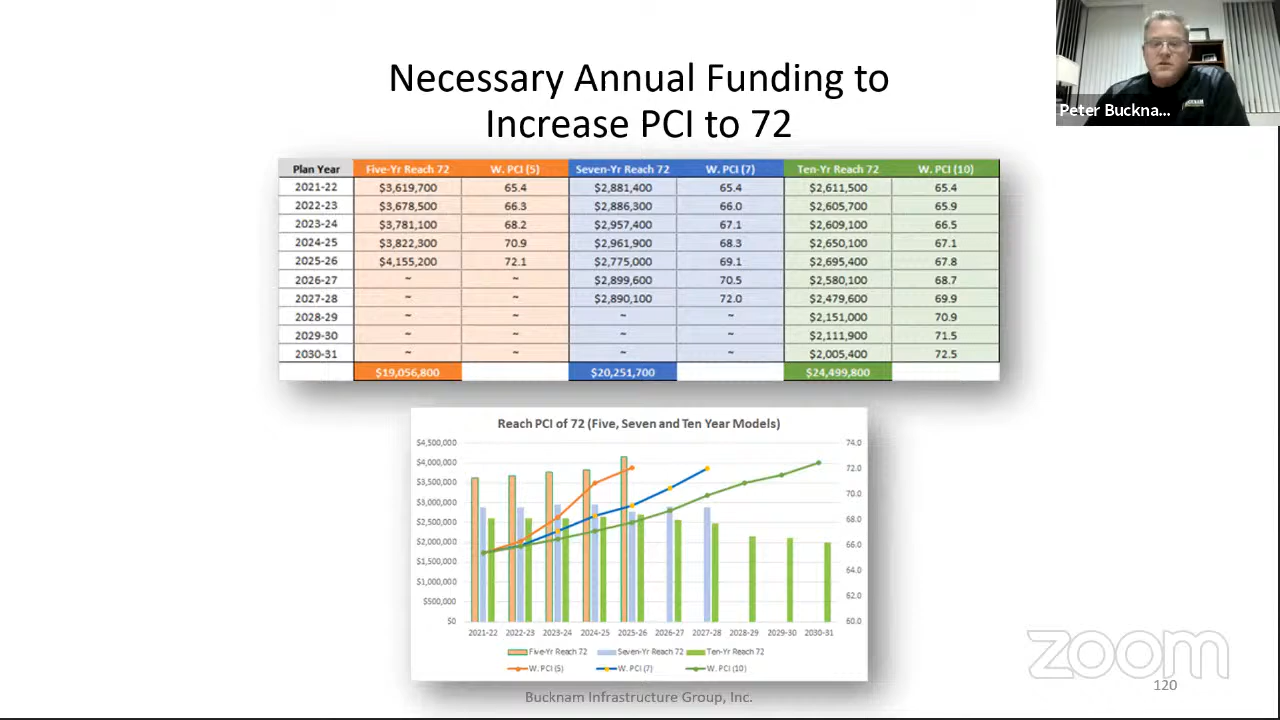 Necessary Annual Funding to
Increase PCI to 72
Peter Buckna...
Plan Year Five-Yr Reach 72 W. PCI (5) Seven-Yr Reach 72 W. PCI (7) Ten-Yr Reach 72 W. PCI (10)
2021-22 $3,619,700 65.4 $2,881,400 65.4 $2,611,500 65.4
2022-23 $3,678,500 66.3 $2,886,300 66.0 $2,605,700 65.9
2023-24 $3,781,100 68.2 $2,957,400 67.1 $2,609,100 66.5
2024-25 $3,822,300 70.9 $2,961,900 68.3 $2,650,100 67.1
2025-26 $4,155,200 72.1 $2,775,000 69.1 $2,695,400 67.8
2026-27 ~ ~ $2,899,600 70.5 $2,580,100 68.7
2027-28 ~ ~ $2,890,100 72.0 $2,479,600 69.9
2028-29 ~ ~ ~ ~ $2,151,000 70.9
2029-30 ~ ~ ~ ~ $2,111,900 71.5
2030-31 ~ ~ ~ ~ $2,005,400 72.5
$19,056,800 $20,251,700 $24,499,800
Reach PCI of 72 (Five, Seven and Ten Year Models)
$4,500,000 74.0
$4,000,000 72.0
$3,500,000 70.0
$3,000,000
$2,500,000 68.0
$2,000,000 66.0
$1,500,000 64.0
$1,000,000
$500,000 62.0
$0 60.0
2021-22 2022-23 2023-24 2024-25 2025-26 2026-27 2027-28 2028-29 2029-30 2030-31
Five-Yr Reach 72 Seven-Yr Reach 72 Ten-Yr Reach 72
W. PCI (5) W. PCI (7) W. PCI (10)
zoom
120
Bucknam Infrastructure Group, Inc.